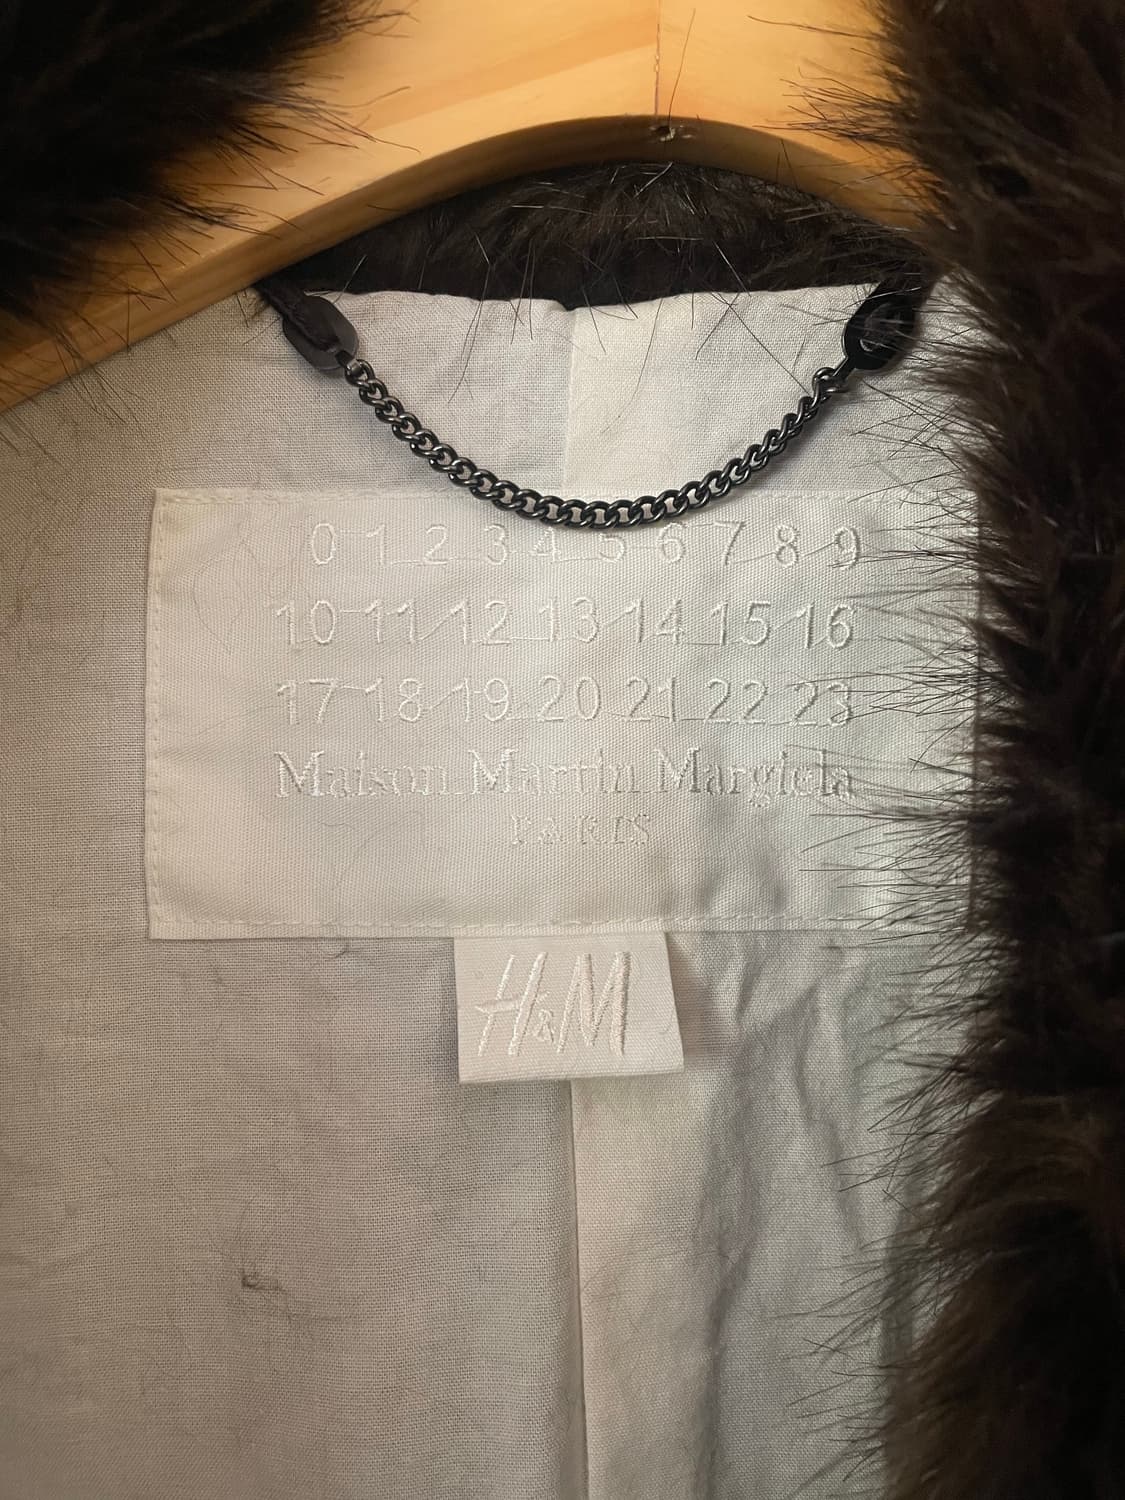 0 1 2 3 4 5 6 7 8 9
10 11 12 13 14 15 16
17 18 19 20 21 22 23
Maison Martin Margiela
PARIS
H&M